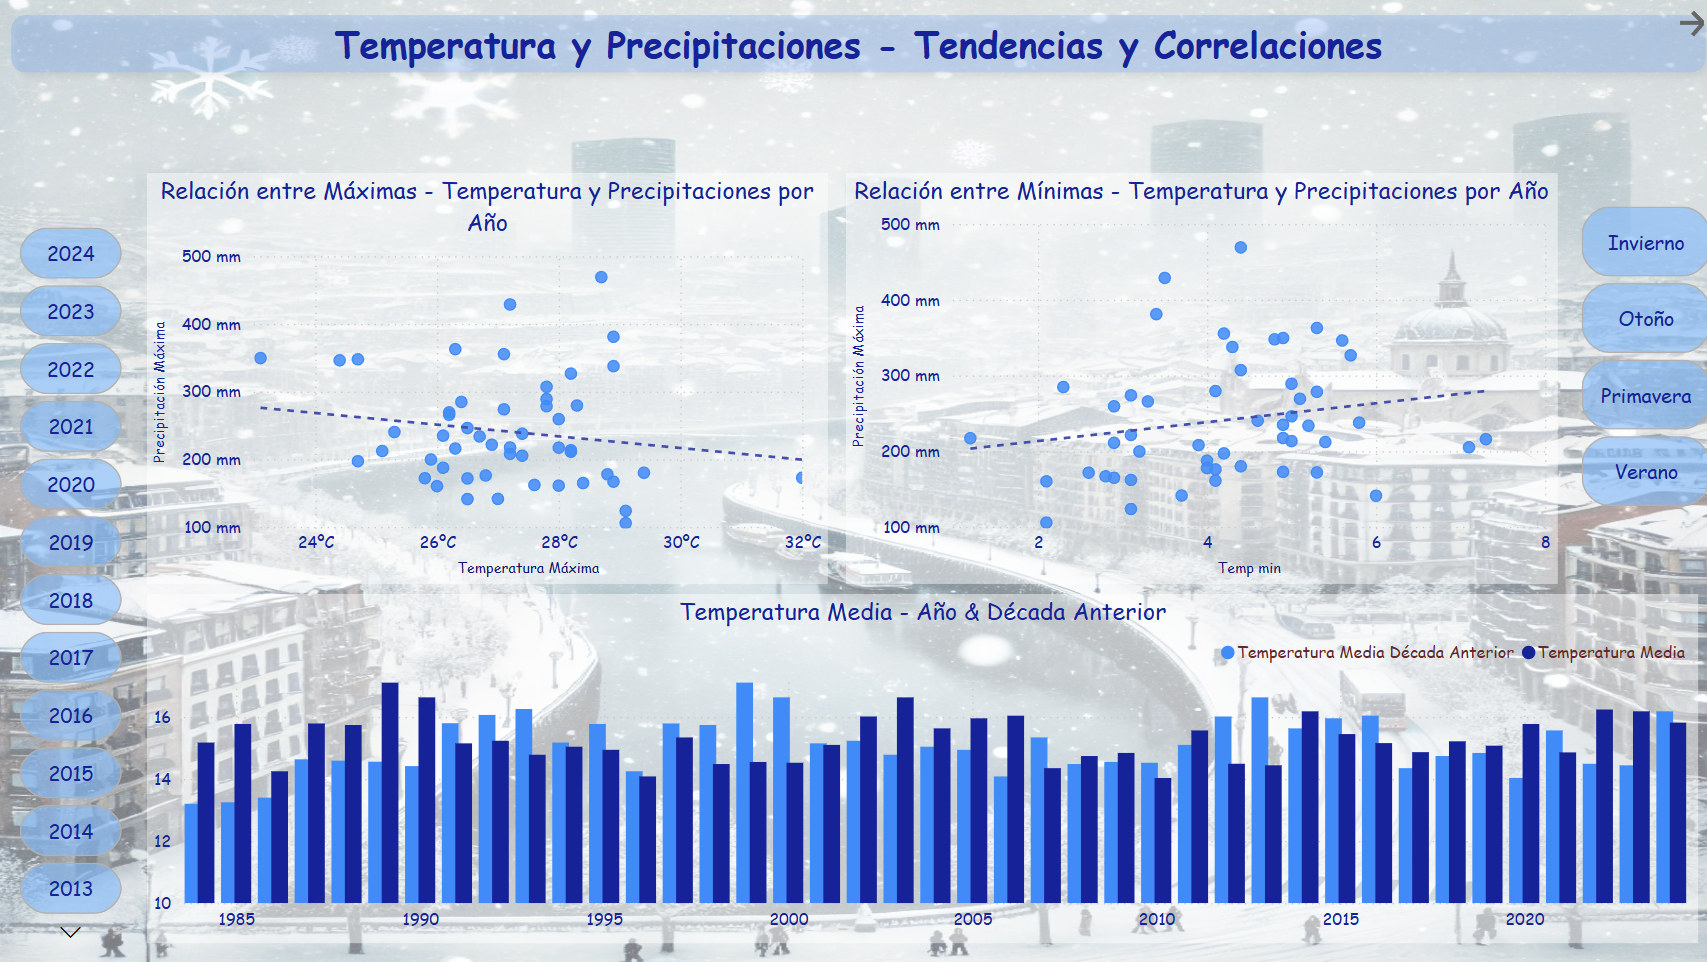 Temperatura y Precipitaciones - Tendencias y Correlaciones
2024
2023
2022
2021
2020
2019
2018
2017
2016
2015
2014
2013
Relación entre Máximas - Temperatura y Precipitaciones por
Año
Precipitación Máxima
500 mm
400 mm
300 mm
200 mm
100 mm
24°C 26°C 28°C 30°C 32°C
Temperatura Máxima
Relación entre Mínimas - Temperatura y Precipitaciones por Año
Precipitación Máxima
500 mm
400 mm
300 mm
200 mm
100 mm
2 4 6 8
Temp min
Invierno
Otoño
Primavera
Verano
Temperatura Media - Año & Década Anterior
Temperatura Media Década Anterior Temperatura Media
16
14
12
10
1985 1990 1995 2000 2005 2010 2015 2020